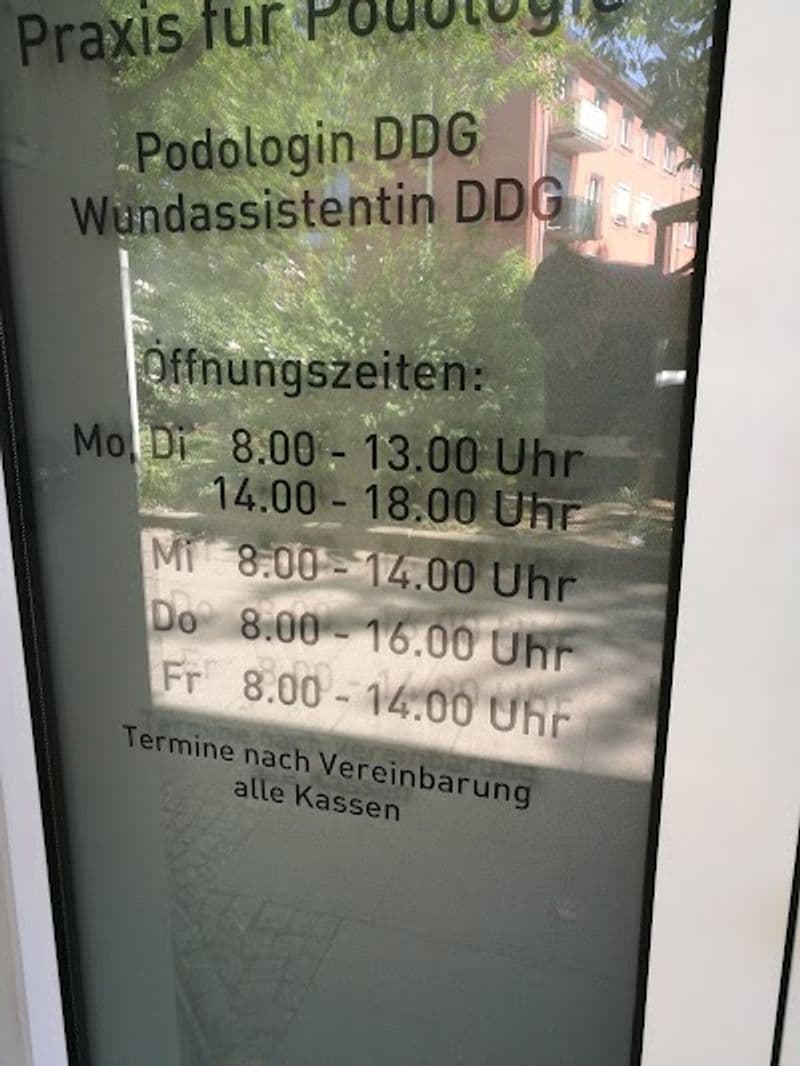 Praxis für Podologie
Podologin DDG
Wundassistentin DDG
Öffnungszeiten:
Mo, Di 8.00 - 13.00 Uhr
14.00 - 18.00 Uhr
Mi 8.00 - 14.00 Uhr
Do 8.00 - 16.00 Uhr
Fr 8.00 - 14.00 Uhr
Termine nach Vereinbarung
alle Kassen